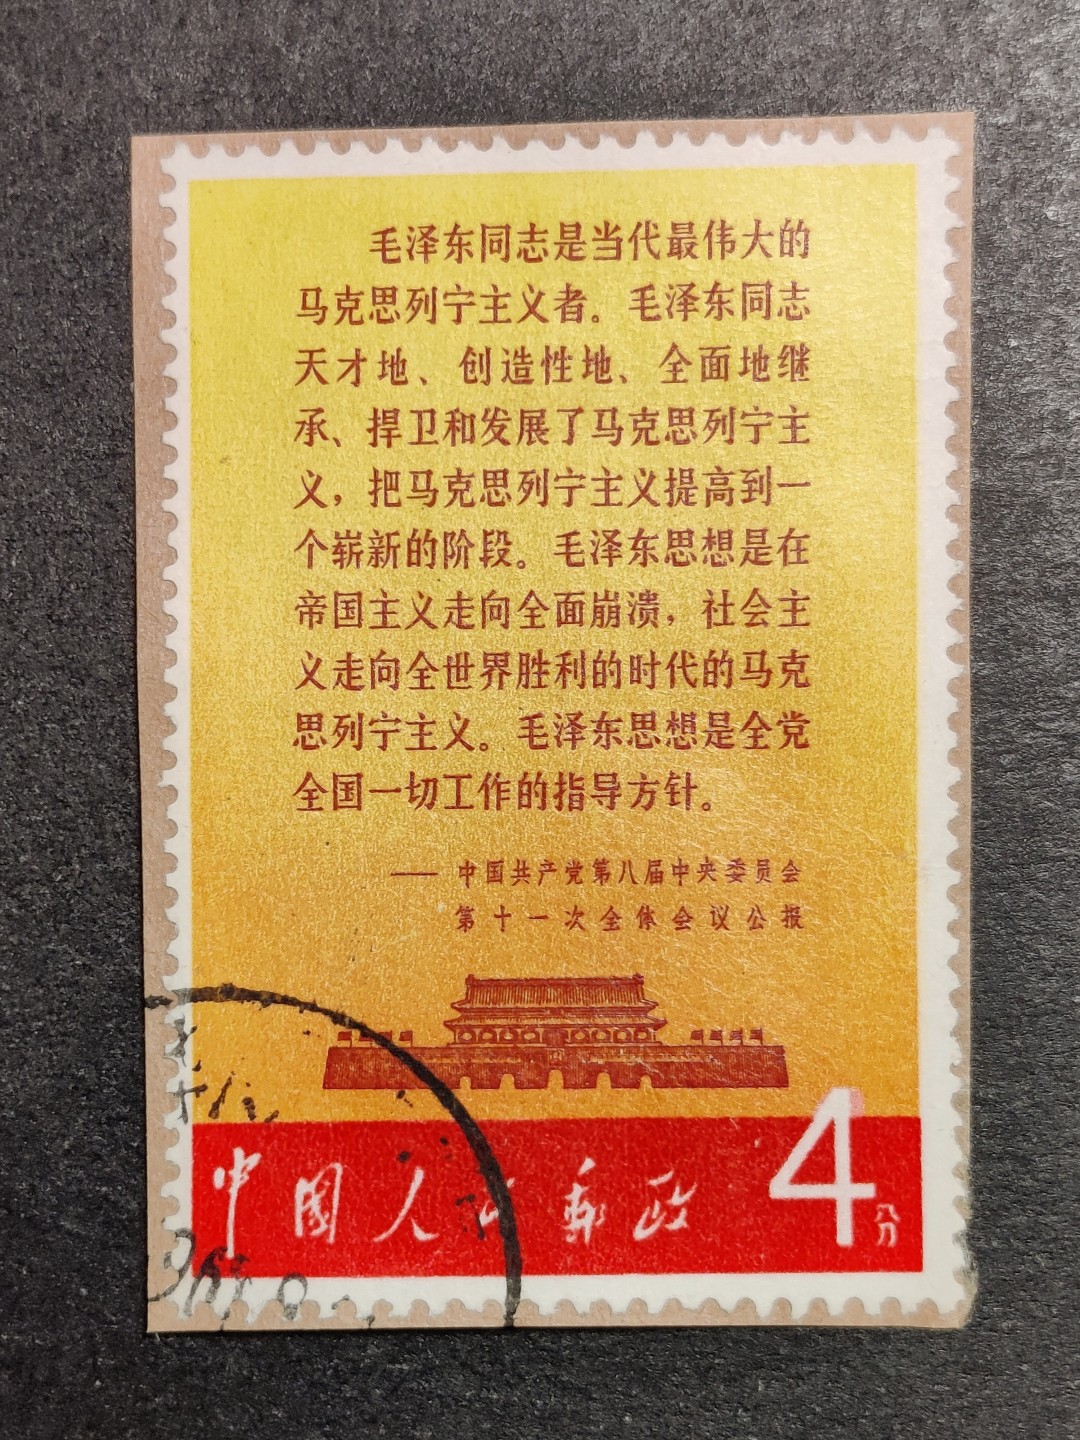 毛泽东同志是当代最伟大的
马克思列宁主义者。毛泽东同志
天才地、创造性地、全面地继
承、捍卫和发展了马克思列宁主
义，把马克思列宁主义提高到一
个崭新的阶段。毛泽东思想是在
帝国主义走向全面崩溃，社会主
义走向全世界胜利的时代的马克
思列宁主义。毛泽东思想是全党
全国一切工作的指导方针。
——中国共产党第八届中央委员会
第十一次全体会议公报
中国人民邮政
4分